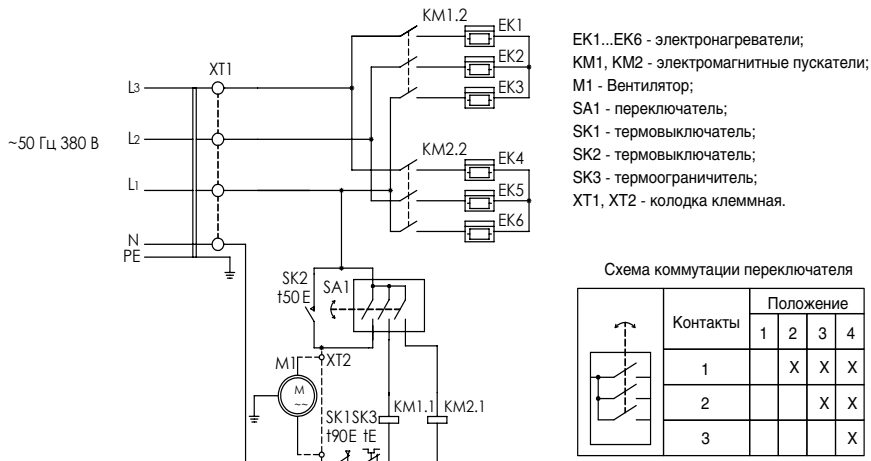 KM1.2
EK1
EK2
EK3
XT1
L3
~50 Гц 380 В
L2
KM2.2
EK4
EK5
EK6
L1
N
PE
SK2
t50 E
SA1
M1
XT2
M
~~
SK1 SK3
t90E tE
KM1.1
KM2.1
EK1...EK6 - электронагреватели;
KM1, KM2 - электромагнитные пускатели;
M1 - Вентилятор;
SA1 - переключатель;
SK1 - термовыключатель;
SK2 - термовыключатель;
SK3 - термоограничитель;
XT1, XT2 - колодка клеммная.
Схема коммутации переключателя
Контакты
Положение
1 2 3 4
1 X X X
2 X X
3 X